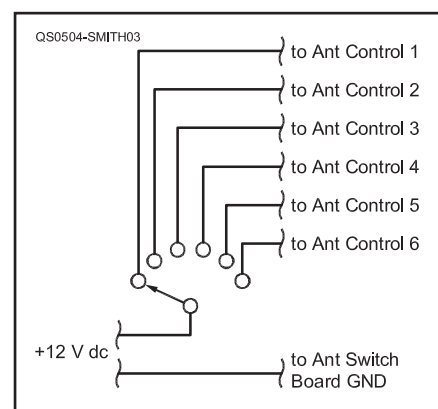 QS0504-SMITH03
to Ant Control 1
to Ant Control 2
to Ant Control 3
to Ant Control 4
to Ant Control 5
to Ant Control 6
+12 V dc
to Ant Switch
Board GND